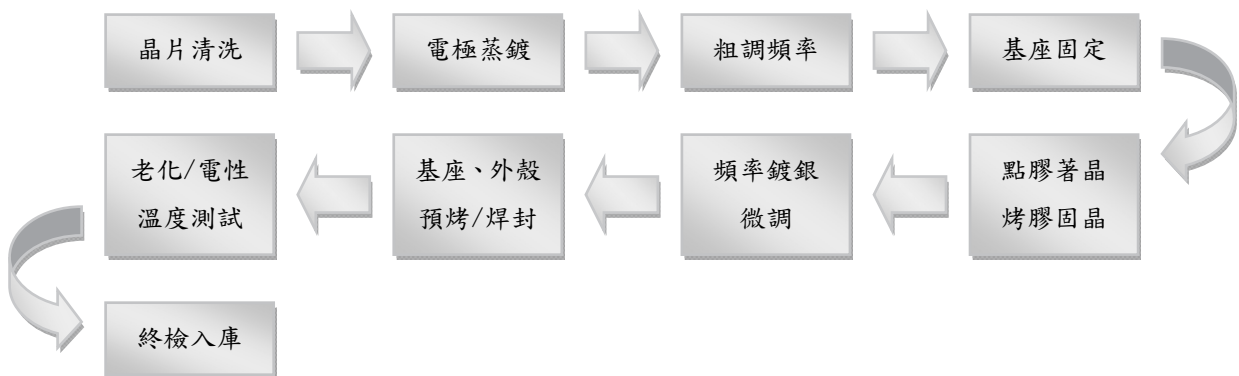 晶片清洗
電極蒸鍍
粗調頻率
基座固定
點膠著晶
烤膠固晶
頻率鍍銀
微調
基座、外殼
預烤/焊封
老化/電性
溫度測試
終檢入庫